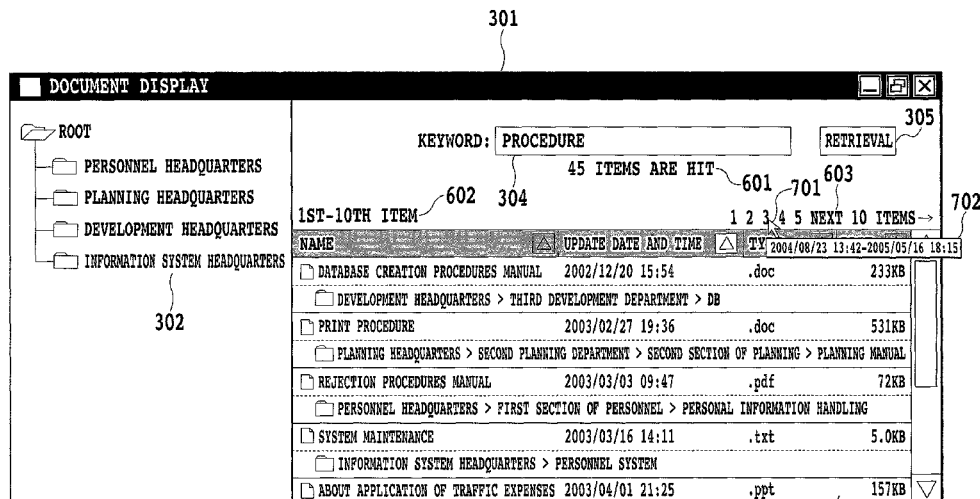 301
DOCUMENT DISPLAY
305
ROOT
KEYWORD: PROCEDURE RETRIEVAL
PERSONNEL HEADQUARTERS
45 ITEMS ARE HIT 601 701 603
PLANNING HEADQUARTERS
602 304 702
1ST-10TH ITEM 1 2 3 4 5 NEXT 10 ITEMS→
DEVELOPMENT HEADQUARTERS
NAME UPDATE DATE AND TIME TY 2004/08/23 13:42-2005/05/16 18:15
INFORMATION SYSTEM HEADQUARTERS
302
DATABASE CREATION PROCEDURES MANUAL 2002/12/20 15:54 .doc 233KB
DEVELOPMENT HEADQUARTERS > THIRD DEVELOPMENT DEPARTMENT > DB
PRINT PROCEDURE 2003/02/27 19:36 .doc 531KB
PLANNING HEADQUARTERS > SECOND PLANNING DEPARTMENT > SECOND SECTION OF PLANNING > PLANNING MANUAL
REJECTION PROCEDURES MANUAL 2003/03/03 09:47 .pdf 72KB
PERSONNEL HEADQUARTERS > FIRST SECTION OF PERSONNEL > PERSONAL INFORMATION HANDLING
SYSTEM MAINTENANCE 2003/03/16 14:11 .txt 5.0KB
INFORMATION SYSTEM HEADQUARTERS > PERSONNEL SYSTEM
ABOUT APPLICATION OF TRAFFIC EXPENSES 2003/04/01 21:25 .ppt 157KB